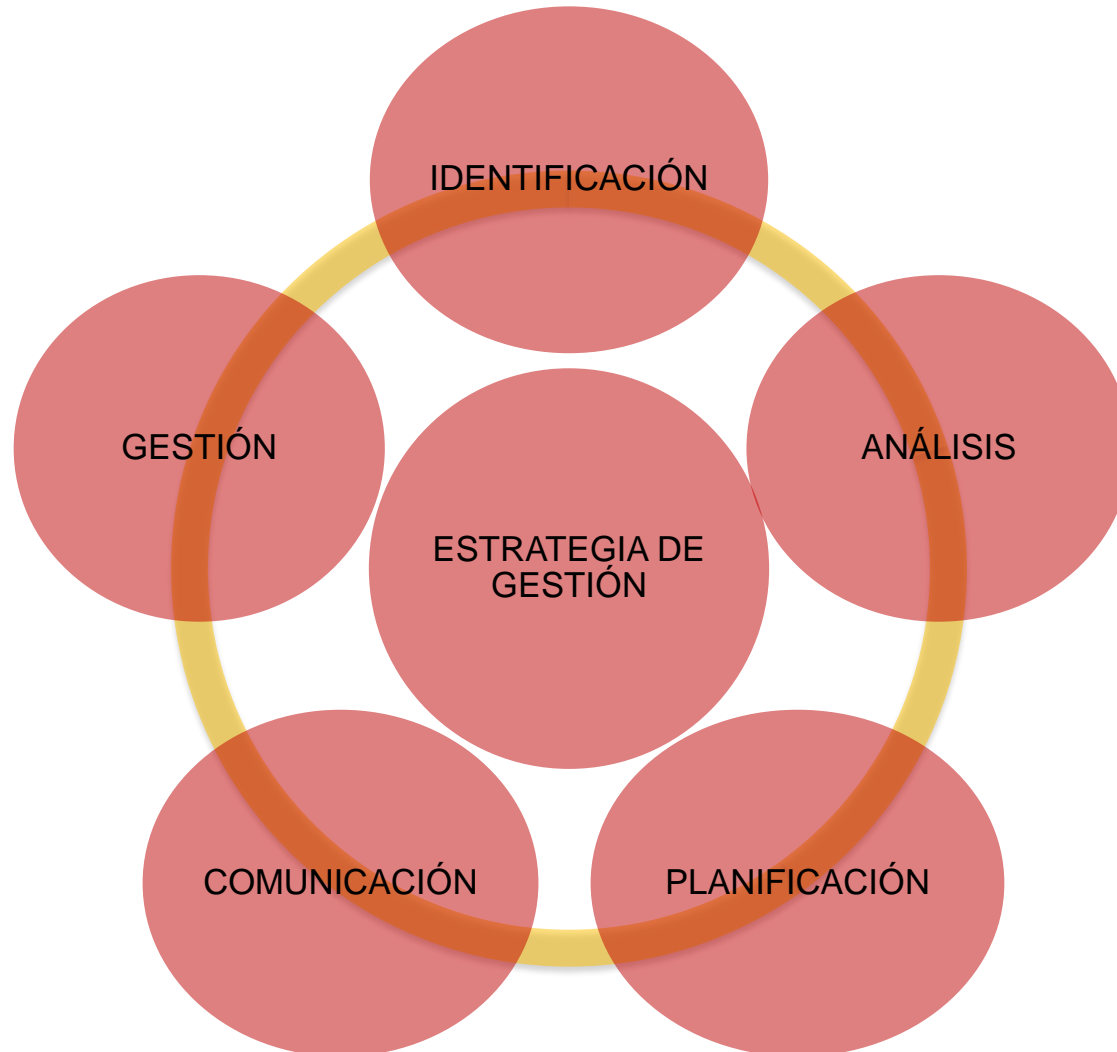 IDENTIFICACIÓN
GESTIÓN
ANÁLISIS
ESTRATEGIA DE
GESTIÓN
COMUNICACIÓN
PLANIFICACIÓN